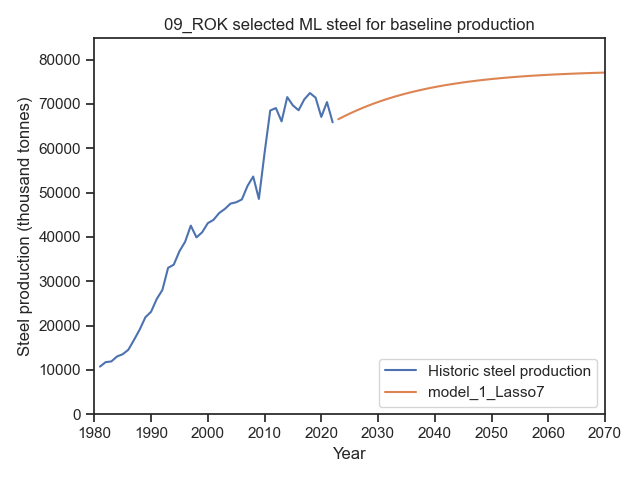 09_ROK selected ML steel for baseline production
Steel production (thousand tonnes)
80000
70000
60000
50000
40000
30000
20000
10000
0
1980 1990 2000 2010 2020 2030 2040 2050 2060 2070
Year
Historic steel production
model_1_Lasso7